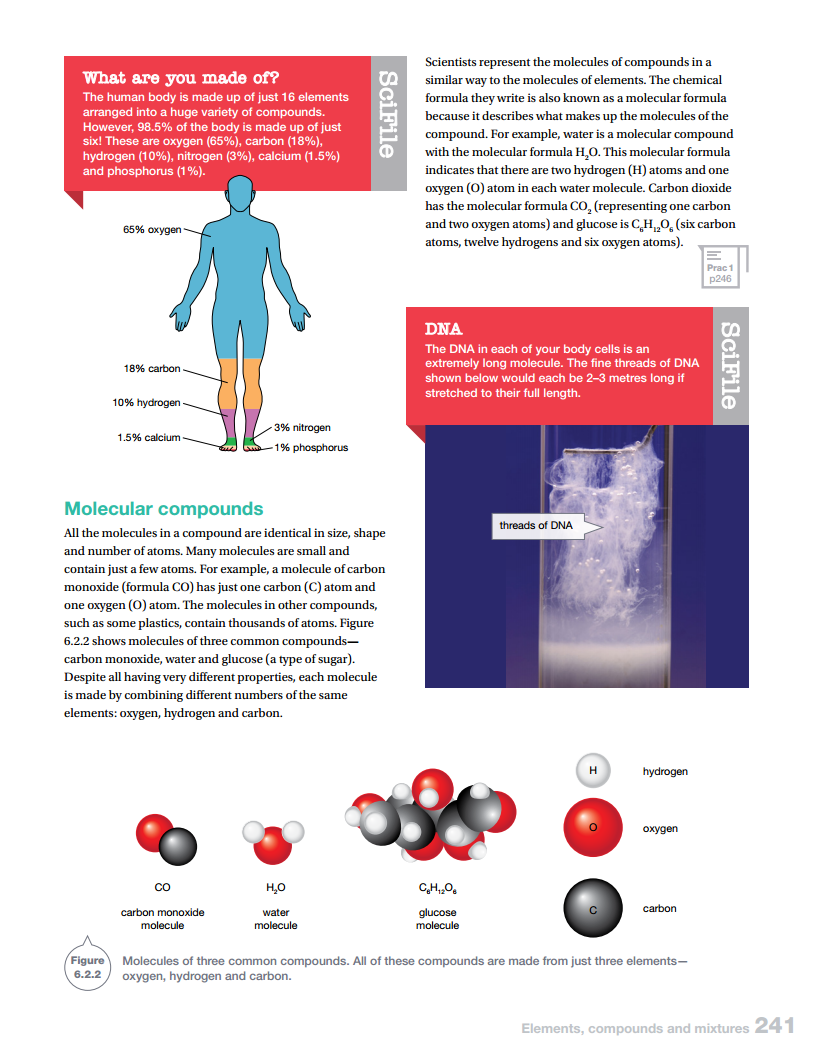 What are you made of?
The human body is made up of just 16 elements
arranged into a huge variety of compounds.
However, 98.5% of the body is made up of just
six! These are oxygen (65%), carbon (18%),
hydrogen (10%), nitrogen (3%), calcium (1.5%)
and phosphorus (1%).
SciFile
65% oxygen
18% carbon
10% hydrogen
1.5% calcium
3% nitrogen
1% phosphorus
Molecular compounds
All the molecules in a compound are identical in size, shape
and number of atoms. Many molecules are small and
contain just a few atoms. For example, a molecule of carbon
monoxide (formula CO) has just one carbon (C) atom and
one oxygen (O) atom. The molecules in other compounds,
such as some plastics, contain thousands of atoms. Figure
6.2.2 shows molecules of three common compounds—
carbon monoxide, water and glucose (a type of sugar).
Despite all having very different properties, each molecule
is made by combining different numbers of the same
elements: oxygen, hydrogen and carbon.
Scientists represent the molecules of compounds in a
similar way to the molecules of elements. The chemical
formula they write is also known as a molecular formula
because it describes what makes up the molecules of the
compound. For example, water is a molecular compound
with the molecular formula H₂O. This molecular formula
indicates that there are two hydrogen (H) atoms and one
oxygen (O) atom in each water molecule. Carbon dioxide
has the molecular formula CO₂ (representing one carbon
and two oxygen atoms) and glucose is C₆H₁₂O₆ (six carbon
atoms, twelve hydrogens and six oxygen atoms).
Prac 1
p246
DNA
The DNA in each of your body cells is an
extremely long molecule. The fine threads of DNA
shown below would each be 2–3 metres long if
stretched to their full length.
SciFile
threads of DNA
CO
carbon monoxide
molecule
H₂O
water
molecule
C₆H₁₂O₆
glucose
molecule
H
hydrogen
O
oxygen
C
carbon
Figure
6.2.2
Molecules of three common compounds. All of these compounds are made from just three elements—
oxygen, hydrogen and carbon.
Elements, compounds and mixtures 241